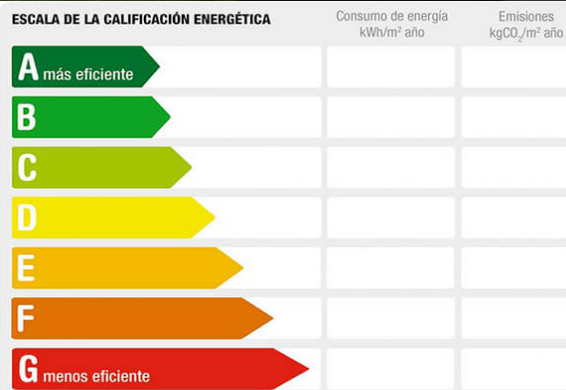 ESCALA DE LA CALIFICACIÓN ENERGÉTICA
Consumo de energía
kWh/m² año
Emisiones
kgCO₂/m² año
A más eficiente
B
C
D
E
F
G menos eficiente